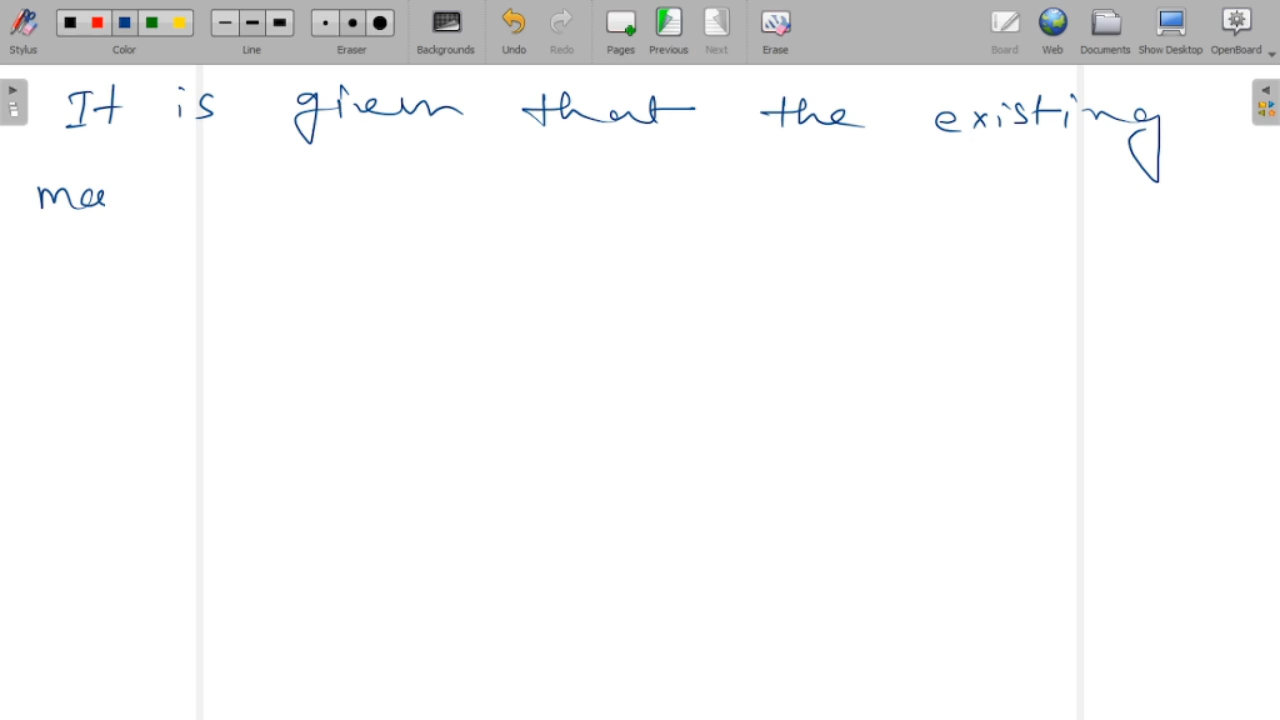 Stylus Color Line Eraser Backgrounds Undo Redo Pages Previous Next Erase Board Web Documents Show Desktop OpenBoard
It is given that the existing
ma